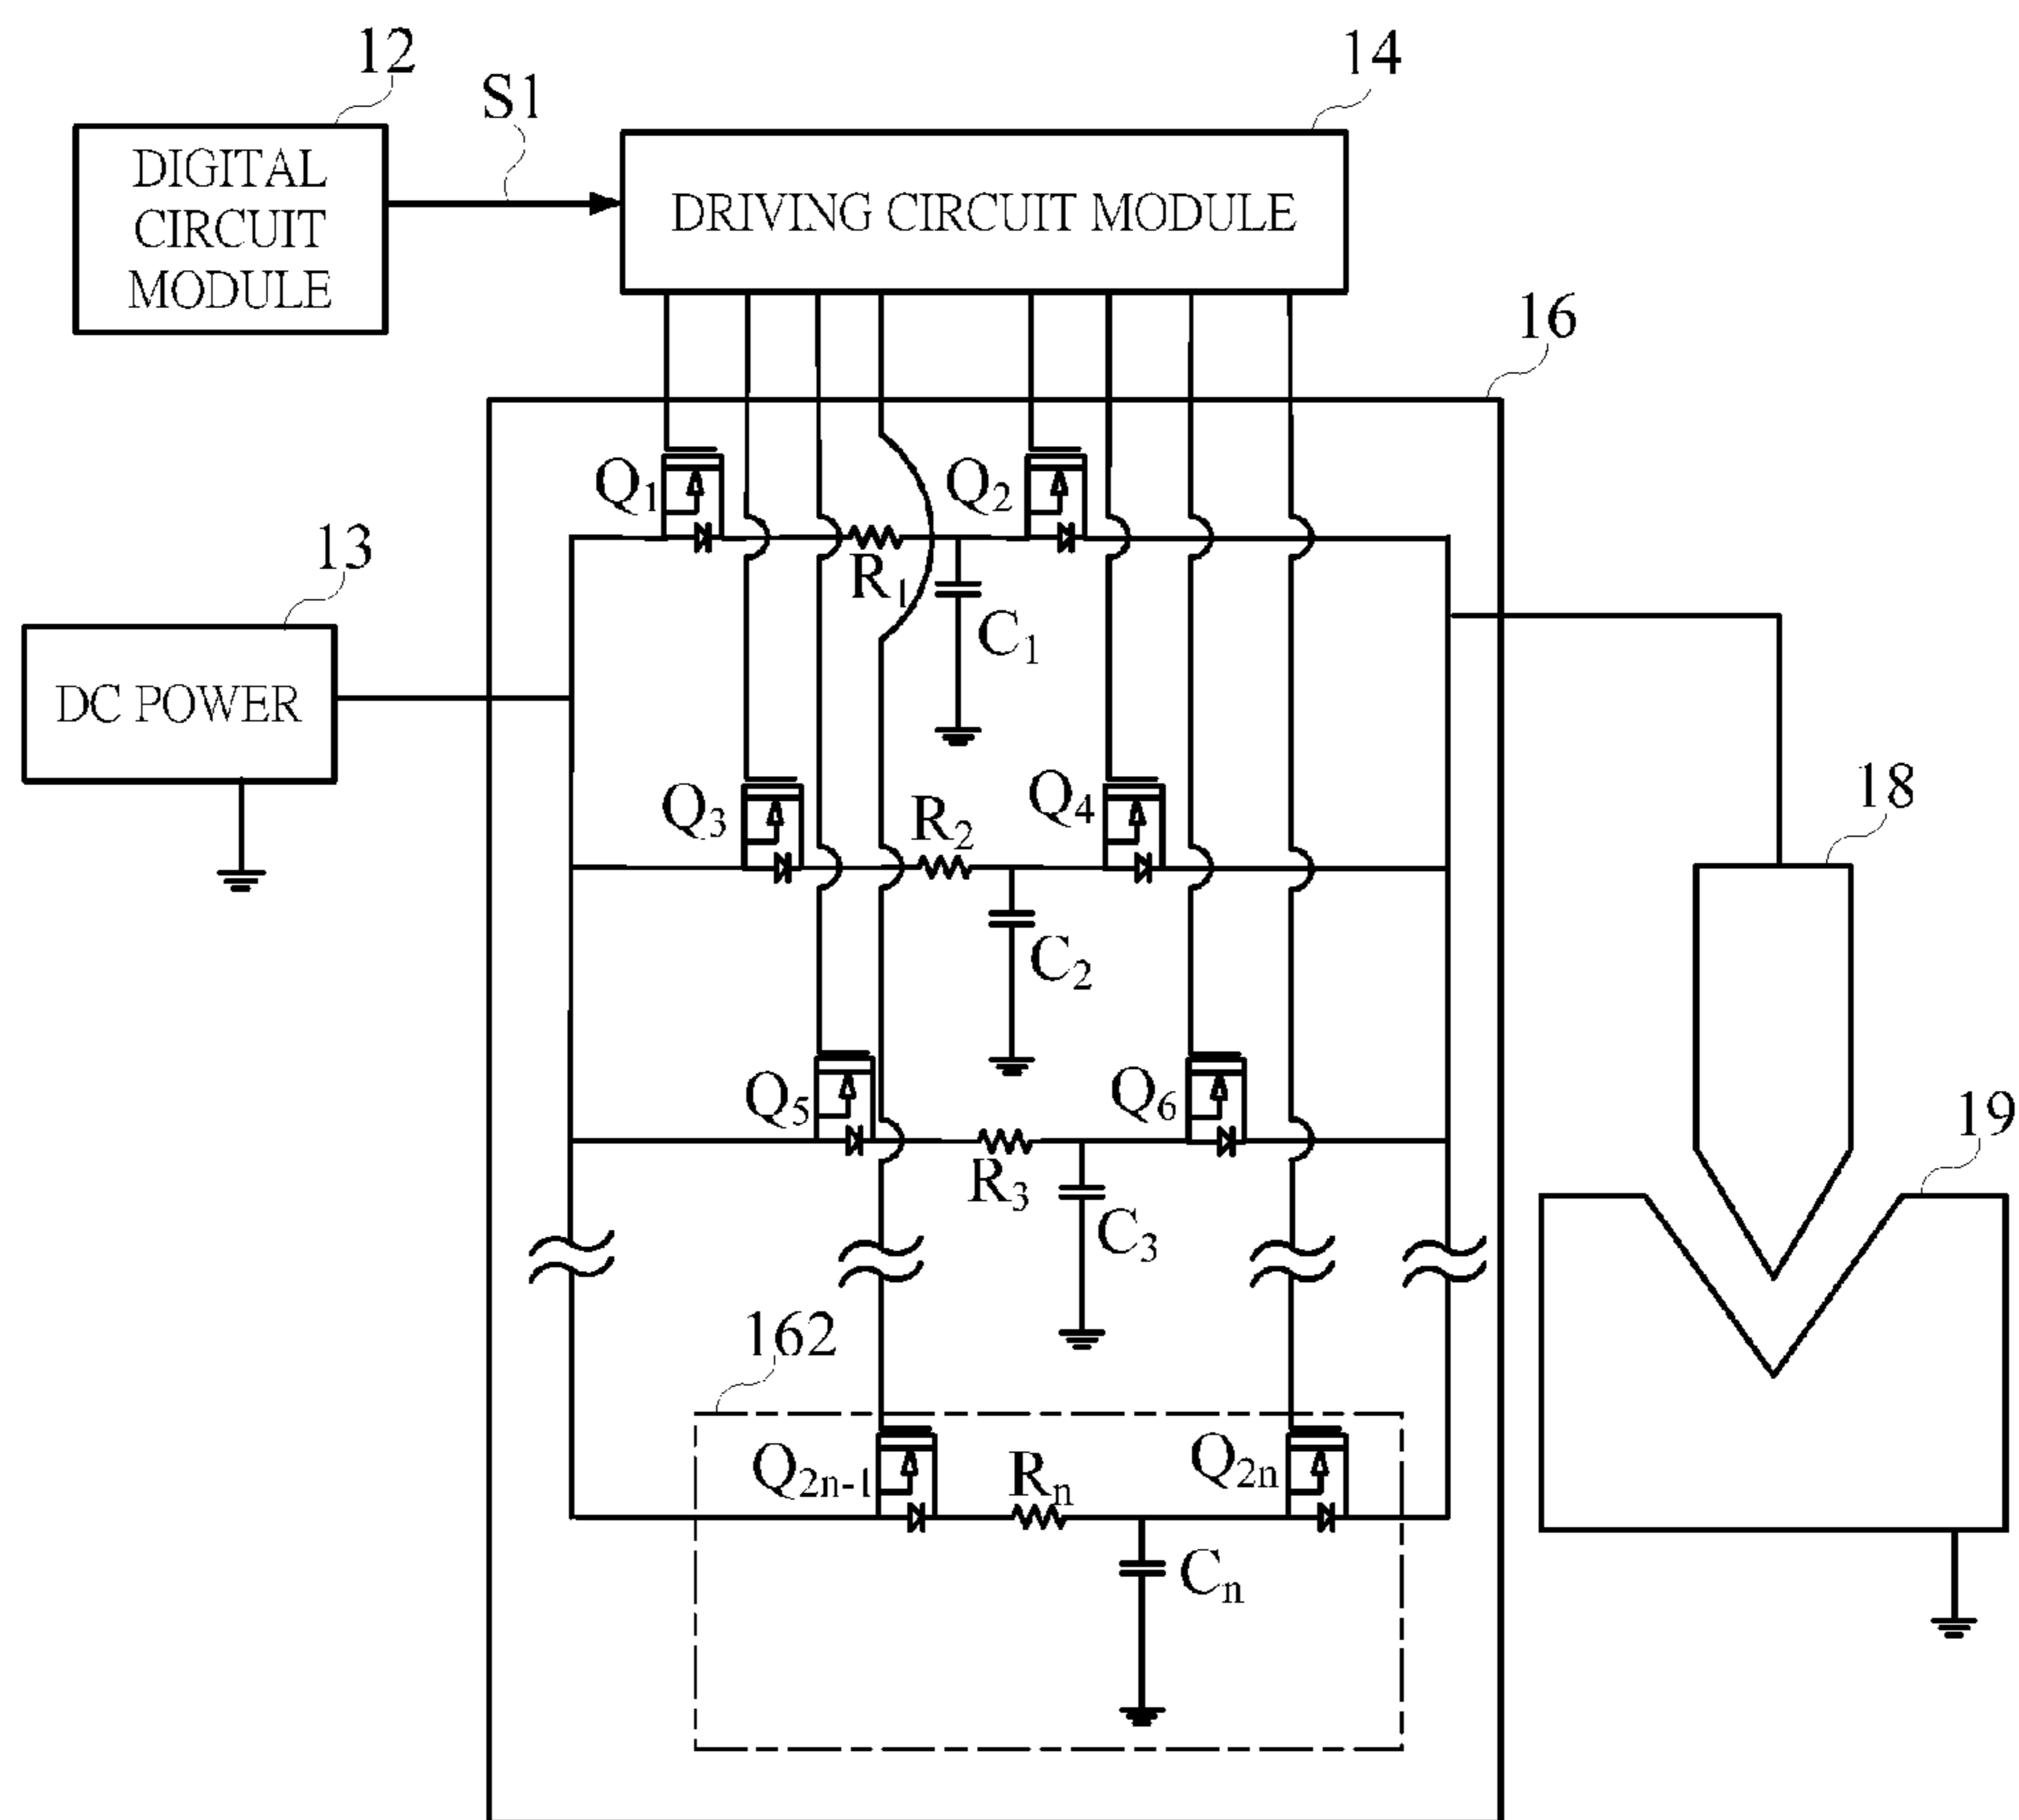 12
S1
14
DIGITAL
CIRCUIT
MODULE
DRIVING CIRCUIT MODULE
16
13
DC POWER
Q1
Q2
R1
C1
Q3
R2
Q4
C2
18
Q5
Q6
R3
C3
19
162
Q2n-1
Rn
Q2n
Cn